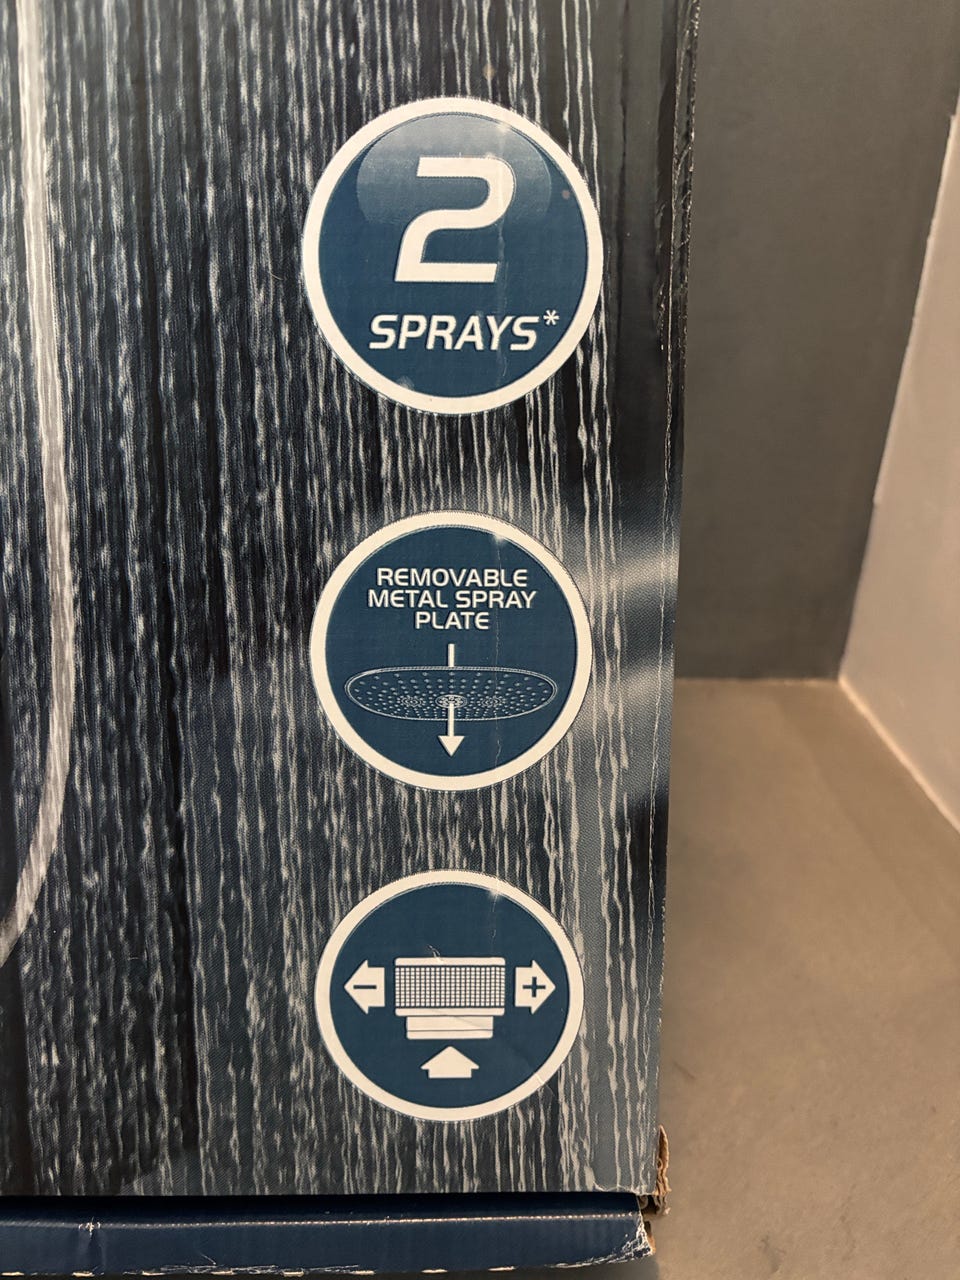 2
SPRAYS*
REMOVABLE
METAL SPRAY
PLATE
- +